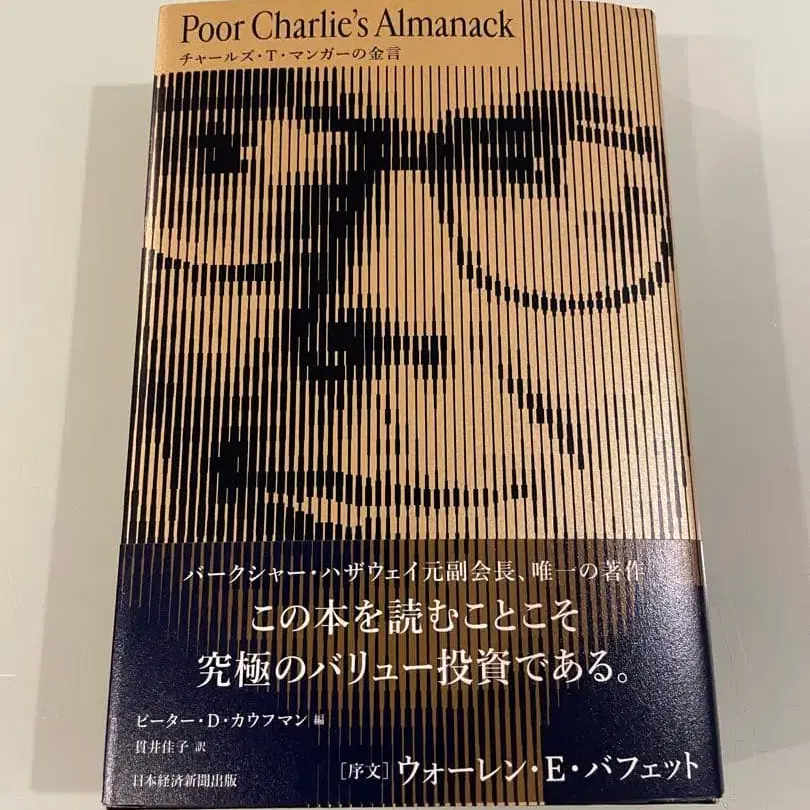 Poor Charlie's Almanack
チャールズ・T・マンガーの金言
バークシャー・ハザウェイ元副会長、唯一の著作
この本を読むことこそ
究極のバリュー投資である。
ピーター・D・カウフマン 編
貫井佳子 訳
日本経済新聞出版
[序文] ウォーレン・E・バフェット